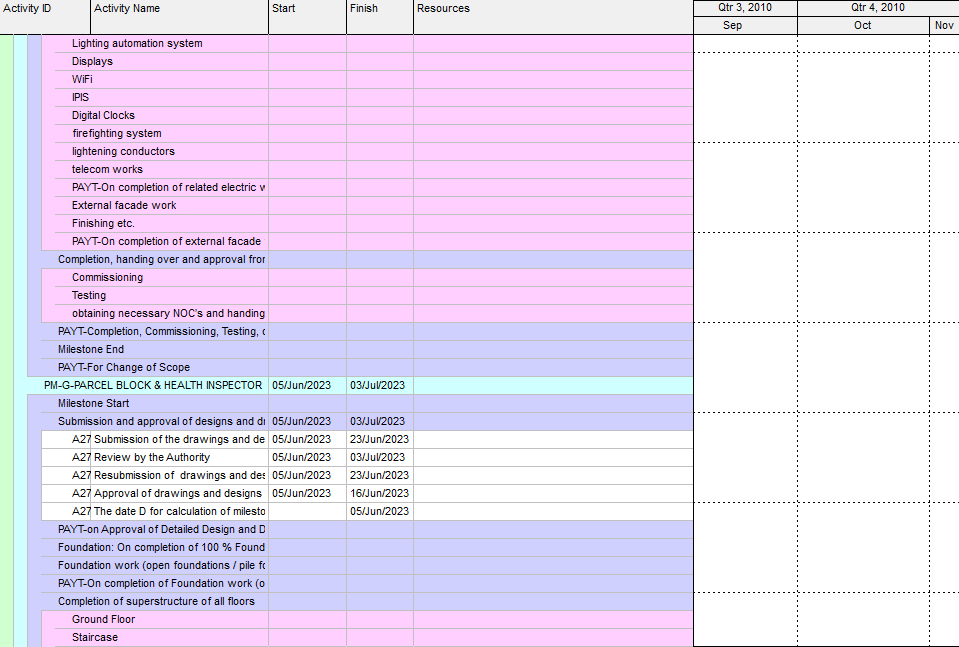 Activity ID Activity Name Start Finish Resources Qtr 3, 2010 Qtr 4, 2010
Sep Oct Nov
Lighting automation system
Displays
WiFi
IPIS
Digital Clocks
firefighting system
lightening conductors
telecom works
PAYT-On completion of related electric w
External facade work
Finishing etc.
PAYT-On completion of external facade
Completion, handing over and approval fror
Commissioning
Testing
obtaining necessary NOC's and handing
PAYT-Completion, Commissioning, Testing, c
Milestone End
PAYT-For Change of Scope
PM-G-PARCEL BLOCK & HEALTH INSPECTOR 05/Jun/2023 03/Jul/2023
Milestone Start
Submission and approval of designs and dr 05/Jun/2023 03/Jul/2023
A27 Submission of the drawings and de 05/Jun/2023 23/Jun/2023
A27 Review by the Authority 05/Jun/2023 03/Jul/2023
A27 Resubmission of drawings and des 05/Jun/2023 23/Jun/2023
A27 Approval of drawings and designs 05/Jun/2023 16/Jun/2023
A27 The date D for calculation of milesto 05/Jun/2023
PAYT-on Approval of Detailed Design and D
Foundation: On completion of 100 % Found
Foundation work (open foundations / pile fo
PAYT-On completion of Foundation work (o
Completion of superstructure of all floors
Ground Floor
Staircase